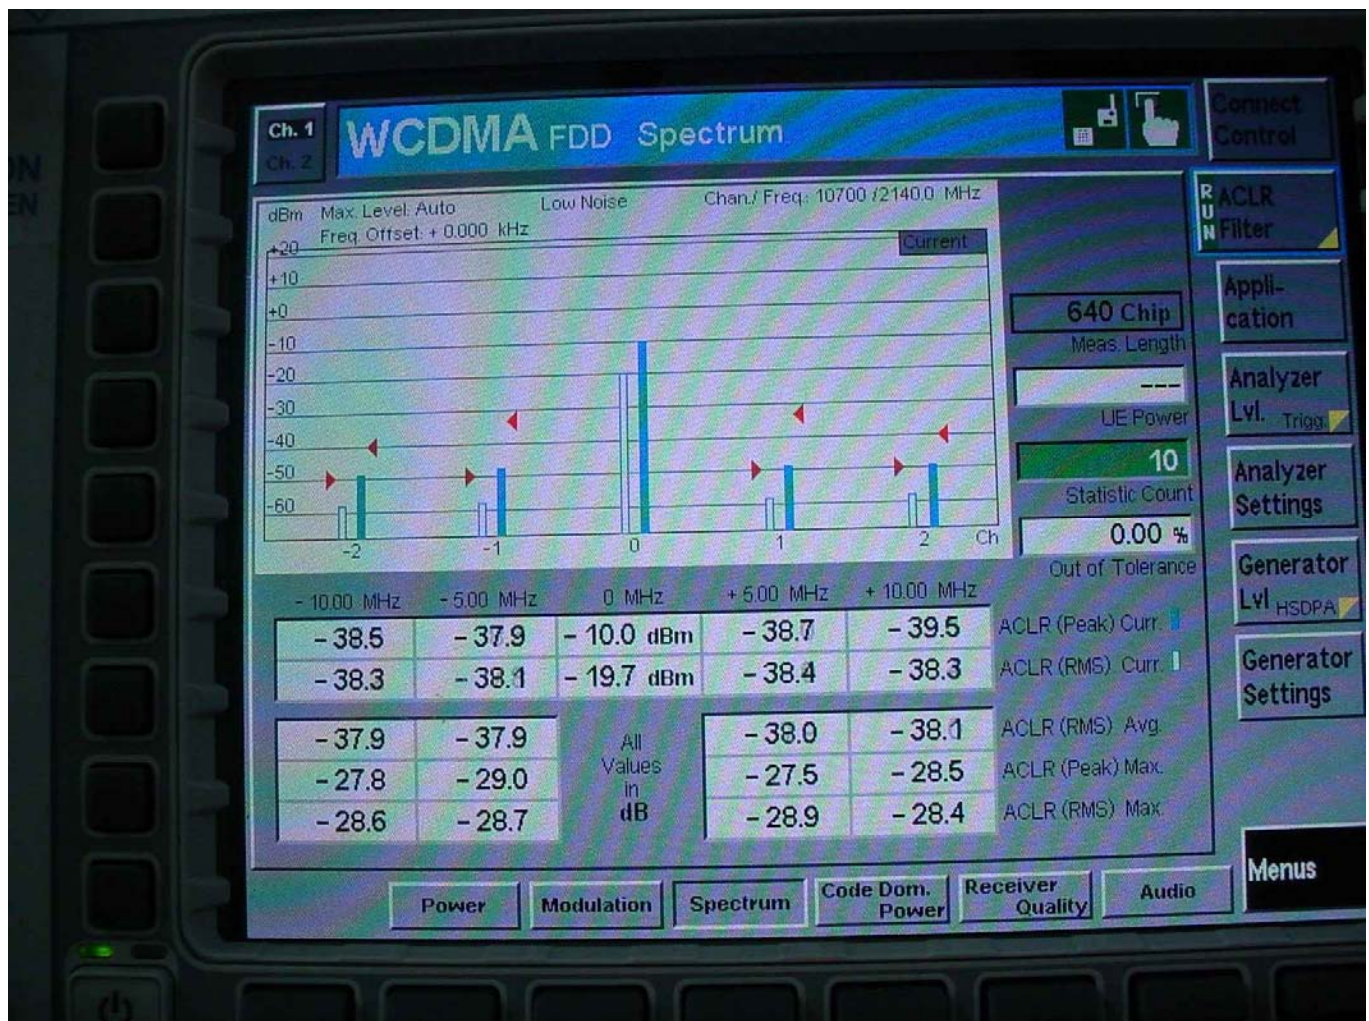 ON
EN
Ch. 1
Ch. 2
WCDMA FDD Spectrum
Connect
Control
dBm Max. Level: Auto Low Noise Chan./ Freq.: 10700 /2140.0 MHz
Freq. Offset: + 0.000 kHz
Current
+20
+10
+0
-10
-20
-30
-40
-50
-60
-2 -1 0 1 2 Ch
640 Chip
Meas. Length
---
UE Power
10
Statistic Count
0.00 %
Out of Tolerance
RUN
ACLR
Filter
Appli-
cation
Analyzer
Lvl. Trigg.
Analyzer
Settings
Generator
Lvl HSDPA
Generator
Settings
- 10.00 MHz - 5.00 MHz 0 MHz + 5.00 MHz + 10.00 MHz
- 38.5 - 37.9 - 10.0 dBm - 38.7 - 39.5 ACLR (Peak) Curr.
- 38.3 - 38.1 - 19.7 dBm - 38.4 - 38.3 ACLR (RMS) Curr.
- 37.9 - 37.9 - 38.0 - 38.1 ACLR (RMS) Avg.
- 27.8 - 29.0 - 27.5 - 28.5 ACLR (Peak) Max.
- 28.6 - 28.7 - 28.9 - 28.4 ACLR (RMS) Max.
All
Values
in
dB
Menus
Power
Modulation
Spectrum
Code Dom.
Power
Receiver
Quality
Audio